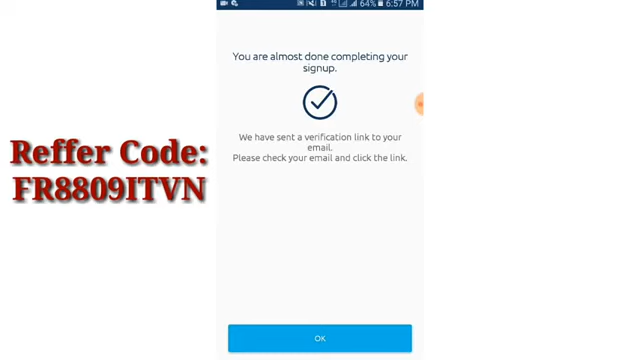 64% 6:57 PM
You are almost done completing your
signup.
We have sent a verification link to your
email.
Please check your email and click the link.
Reffer Code:
FR8809ITVN
OK